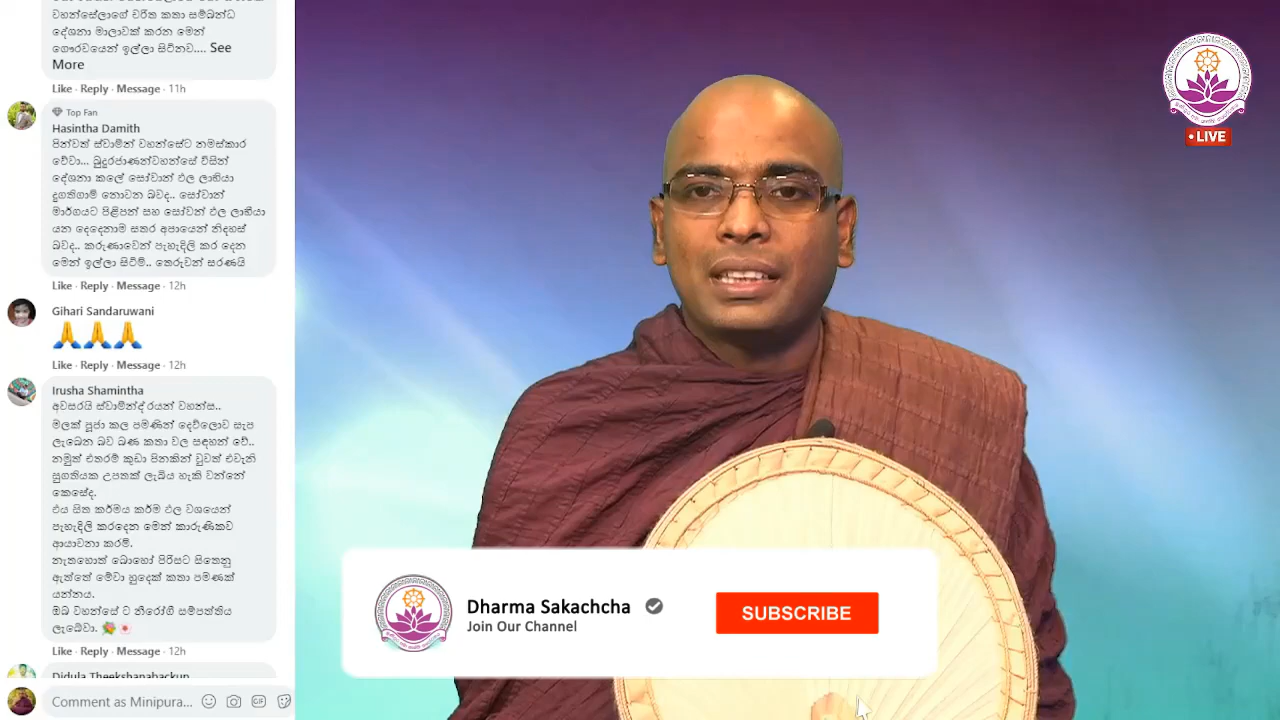 වහන්සේලාගේ චරිත කතා සම්බන්ධ
දේශනා මාලාවක් කරන මෙන්
ගෞරවයෙන් ඉල්ලා සිටිනව.... See
More
Like · Reply · Message · 11h
Top Fan
Hasintha Damith
පින්වත් ස්වාමින් වහන්සේට නමස්කාර
වේවා... බුදුරජාණන්වහන්සේ විසින්
දේශනා කලේ සෝවාන් ඵල ලාභියා
දුගතිගාමී නොවන බවද.. සෝවාන්
මාර්ගයට පිළිපන් සහ සෝවන් ඵල ලාභීයා
යන දෙදෙනාම සතර අපායෙන් නිදහස්
බවද.. කරුණාවෙන් පැහැදිලි කර දෙන
මෙන් ඉල්ලා සිටිමි.. තෙරුවන් සරණයි
Like · Reply · Message · 12h
Gihari Sandaruwani
🙏🙏🙏
Like · Reply · Message · 12h
Irusha Shamintha
අවසරයි ස්වාමින්ද් රයන් වහන්ස..
මලක් පූජා කල පමණින් දෙව්ලොව සැප
ලැබෙන බව බණ කතා වල සඳහන් වේ..
නමුත් එතරම් කුඩා පිනකින් වුවත් එවැනි
සුගතියක උපතක් ලැබිය හැකි වන්නේ
කෙසේද.
එය සිත කර්මය කර්ම ඵල වශයෙන්
පැහැදිලි කරදෙන මෙන් කාරුණිකව
ආයාචනා කරමි.
නැතහොත් බොහෝ පිරිසට සිතෙනු
ඇත්තේ මේවා හුදෙක් කතා පමණක්
යන්නය.
ඔබ වහන්සේ ට නීරෝගී සම්පත්තිය
ලැබේවා. 💐💮
Like · Reply · Message · 12h
Didula Theekshanabackup
Comment as Minipura...
GIF
• LIVE
Dharma Sakachcha
Join Our Channel
SUBSCRIBE